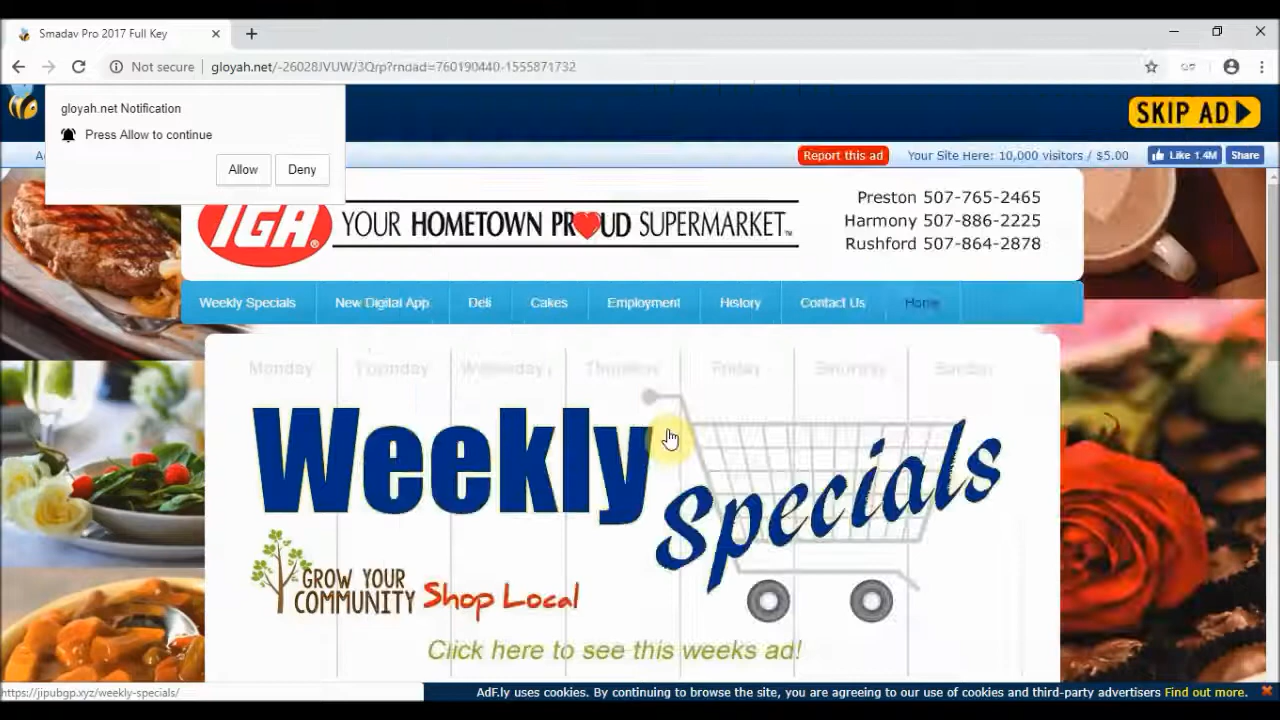 Smadav Pro 2017 Full Key
Not secure gloyah.net/-26028JVUW/3Qrp?rndad=760190440-1555871732
gloyah.net Notification
Press Allow to continue
Allow Deny
SKIP AD
Report this ad Your Site Here: 10,000 visitors / $5.00 Like 1.4M Share
IGA YOUR HOMETOWN PROUD SUPERMARKET
Preston 507-765-2465
Harmony 507-886-2225
Rushford 507-864-2878
Weekly Specials New Digital App Deli Cakes Employment History Contact Us Home
Monday Tuesday Wednesday Thursday Friday Saturday Sunday
Weekly
Specials
GROW YOUR
COMMUNITY Shop Local
Click here to see this weeks ad!
https://jipubgp.xyz/weekly-specials/
AdF.ly uses cookies. By continuing to browse the site, you are agreeing to our use of cookies and third-party advertisers Find out more.